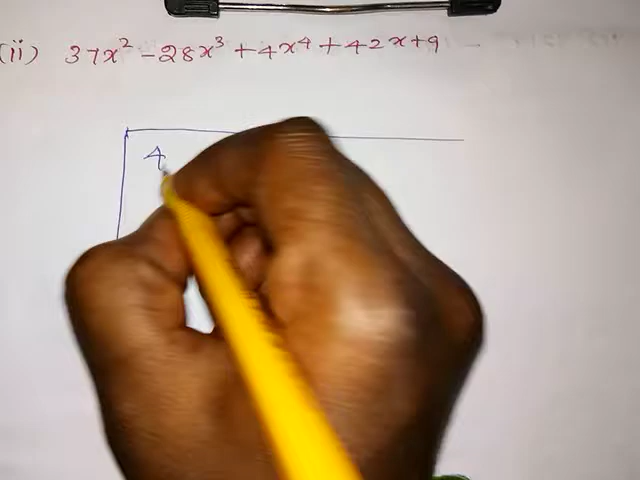 (ii) 37x² - 28x³ + 4x⁴ + 42x + 9
4